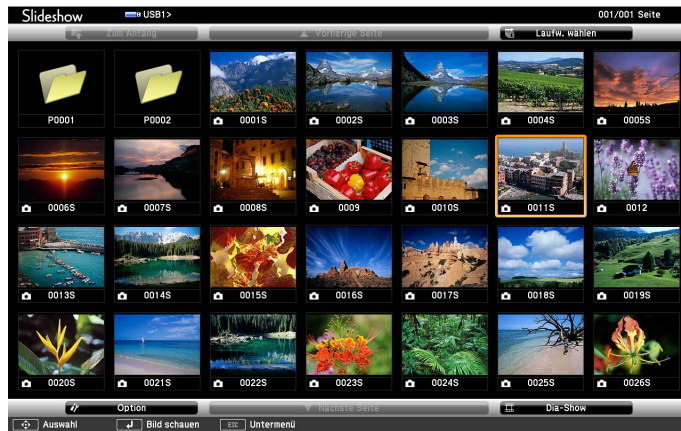 Slideshow USB1> 001/001 Seite
Zum Anfang ▲ Vorherige Seite Laufw. wählen
P0001 P0002 0001S 0002S 0003S 0004S 0005S
0006S 0007S 0008S 0009 0010S 0011S 0012
0013S 0014S 0015S 0016S 0017S 0018S 0019S
0020S 0021S 0022S 0023S 0024S 0025S 0026S
Option ▼ Nächste Seite Dia-Show
Auswahl Bild schauen ESC Untermenü